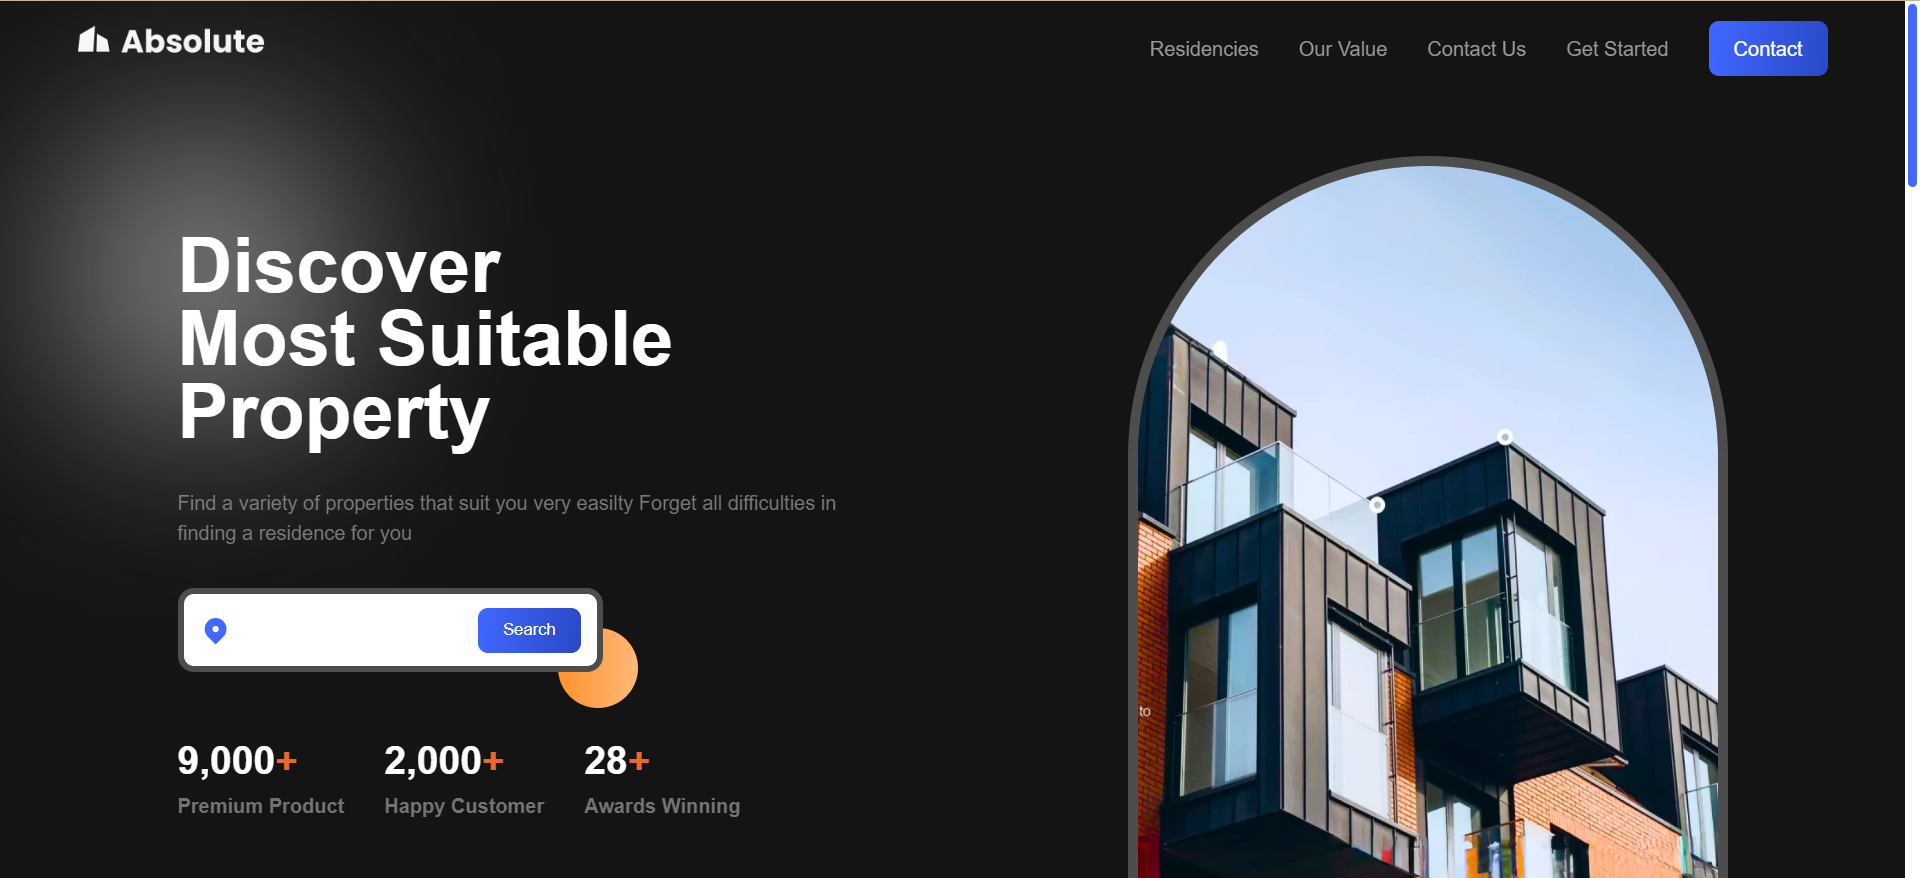 Absolute
Residencies
Our Value
Contact Us
Get Started
Contact
Discover
Most Suitable
Property
Find a variety of properties that suit you very easilty Forget all difficulties in
finding a residence for you
Search
9,000+
2,000+
28+
Premium Product
Happy Customer
Awards Winning
to